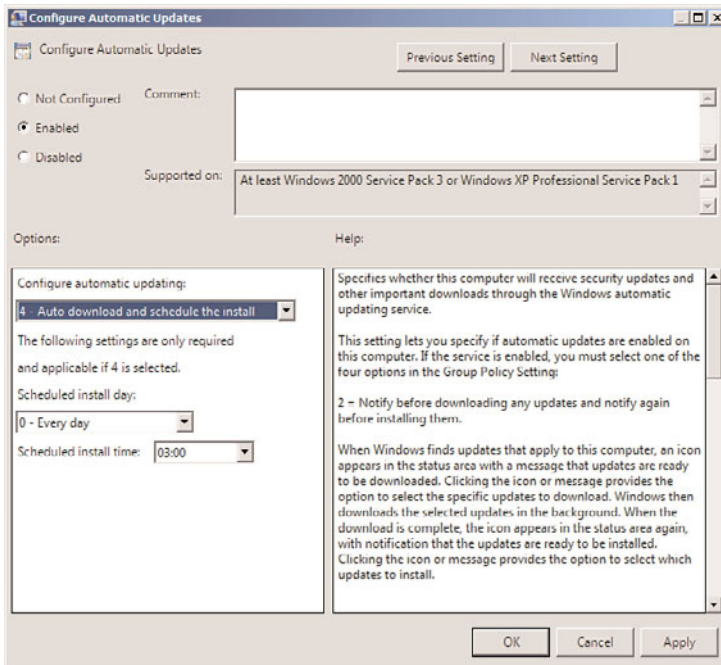 Configure Automatic Updates
Configure Automatic Updates
Previous Setting
Next Setting
Not Configured
Comment:
Enabled
Disabled
Supported on:
At least Windows 2000 Service Pack 3 or Windows XP Professional Service Pack 1
Options:
Help:
Configure automatic updating:
4 - Auto download and schedule the install
The following settings are only required
and applicable if 4 is selected.
Scheduled install day:
0 - Every day
Scheduled install time:
03:00
Specifies whether this computer will receive security updates and
other important downloads through the Windows automatic
updating service.
This setting lets you specify if automatic updates are enabled on
this computer. If the service is enabled, you must select one of the
four options in the Group Policy Setting:
2 = Notify before downloading any updates and notify again
before installing them.
When Windows finds updates that apply to this computer, an icon
appears in the status area with a message that updates are ready
to be downloaded. Clicking the icon or message provides the
option to select the specific updates to download. Windows then
downloads the selected updates in the background. When the
download is complete, the icon appears in the status area again,
with notification that the updates are ready to be installed.
Clicking the icon or message provides the option to select which
updates to install.
OK
Cancel
Apply